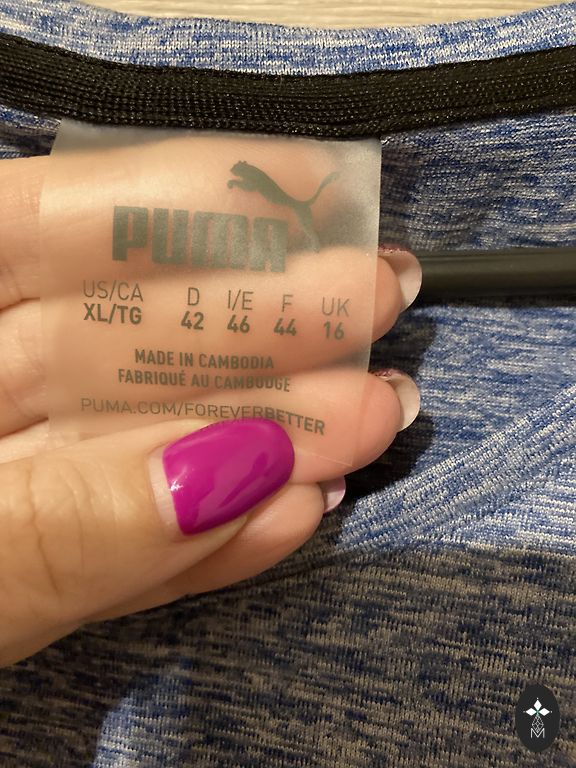 PUMA
US/CA D I/E F UK
XL/TG 42 46 44 16
MADE IN CAMBODIA
FABRIQUÉ AU CAMBODGE
PUMA.COM/FOREVERBETTER
M